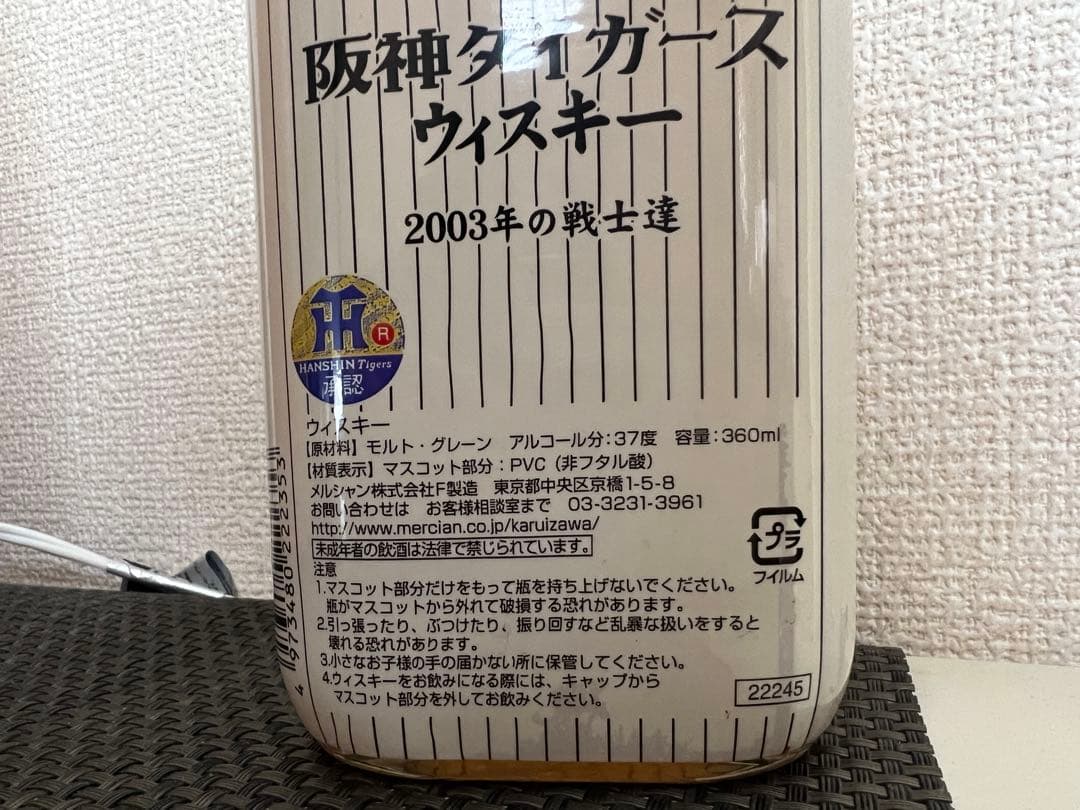 阪神タイガース
ウィスキー
2003年の戦士達
R
HANSHIN Tigers
承認
ウィスキー
【原材料】モルト・グレーン アルコール分:37度 容量:360ml
【材質表示】マスコット部分:PVC(非フタル酸)
メルシャン株式会社F製造 東京都中央区京橋1-5-8
お問い合わせは お客様相談室まで 03-3231-3961
http://www.mercian.co.jp/karuizawa/
未成年者の飲酒は法律で禁じられています。
プラ
フイルム
注意
1.マスコット部分だけをもって瓶を持ち上げないでください。
瓶がマスコットから外れて破損する恐れがあります。
2.引っ張ったり、ぶつけたり、振り回すなど乱暴な扱いをすると
壊れる恐れがあります。
3.小さなお子様の手の届かない所に保管してください。
4.ウィスキーをお飲みになる際には、キャップから
マスコット部分を外してお飲みください。
22245
4 973480 222353